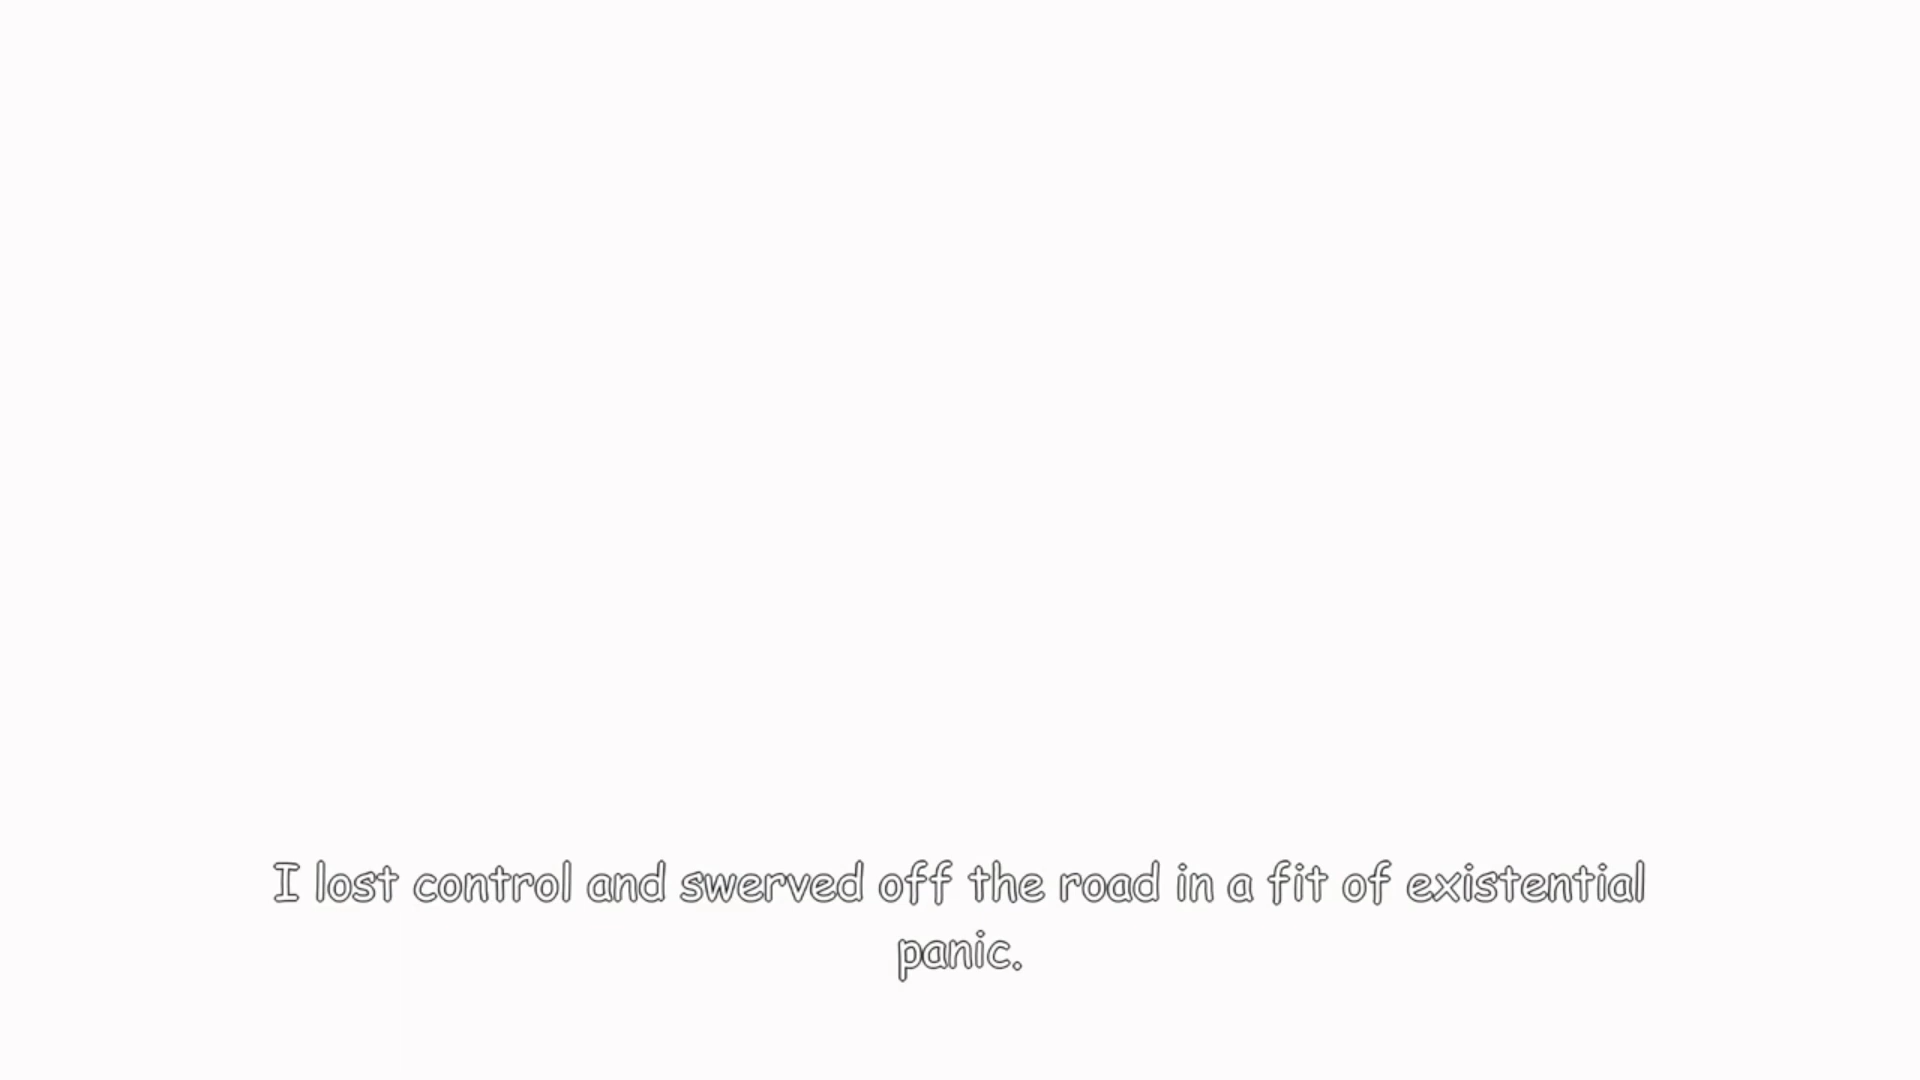 I lost control and swerved off the road in a fit of existential
panic.